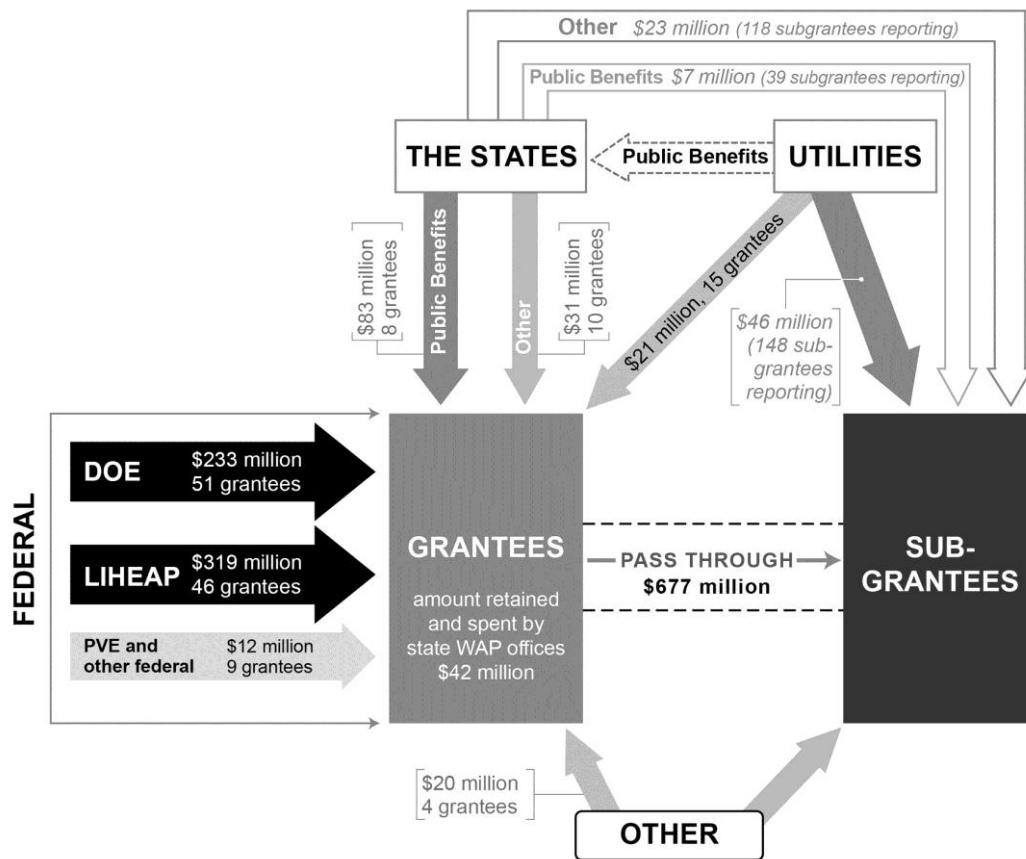 Other $23 million (118 subgrantees reporting)
Public Benefits $7 million (39 subgrantees reporting)
THE STATES
Public Benefits
UTILITIES
$83 million
8 grantees
Public Benefits
Other
$31 million
10 grantees
$21 million, 15 grantees
$46 million
(148 sub-
grantees
reporting)
FEDERAL
DOE
$233 million
51 grantees
LIHEAP
$319 million
46 grantees
PVE and
other federal
$12 million
9 grantees
GRANTEES
amount retained
and spent by
state WAP offices
$42 million
PASS THROUGH
$677 million
SUB-
GRANTEES
$20 million
4 grantees
OTHER